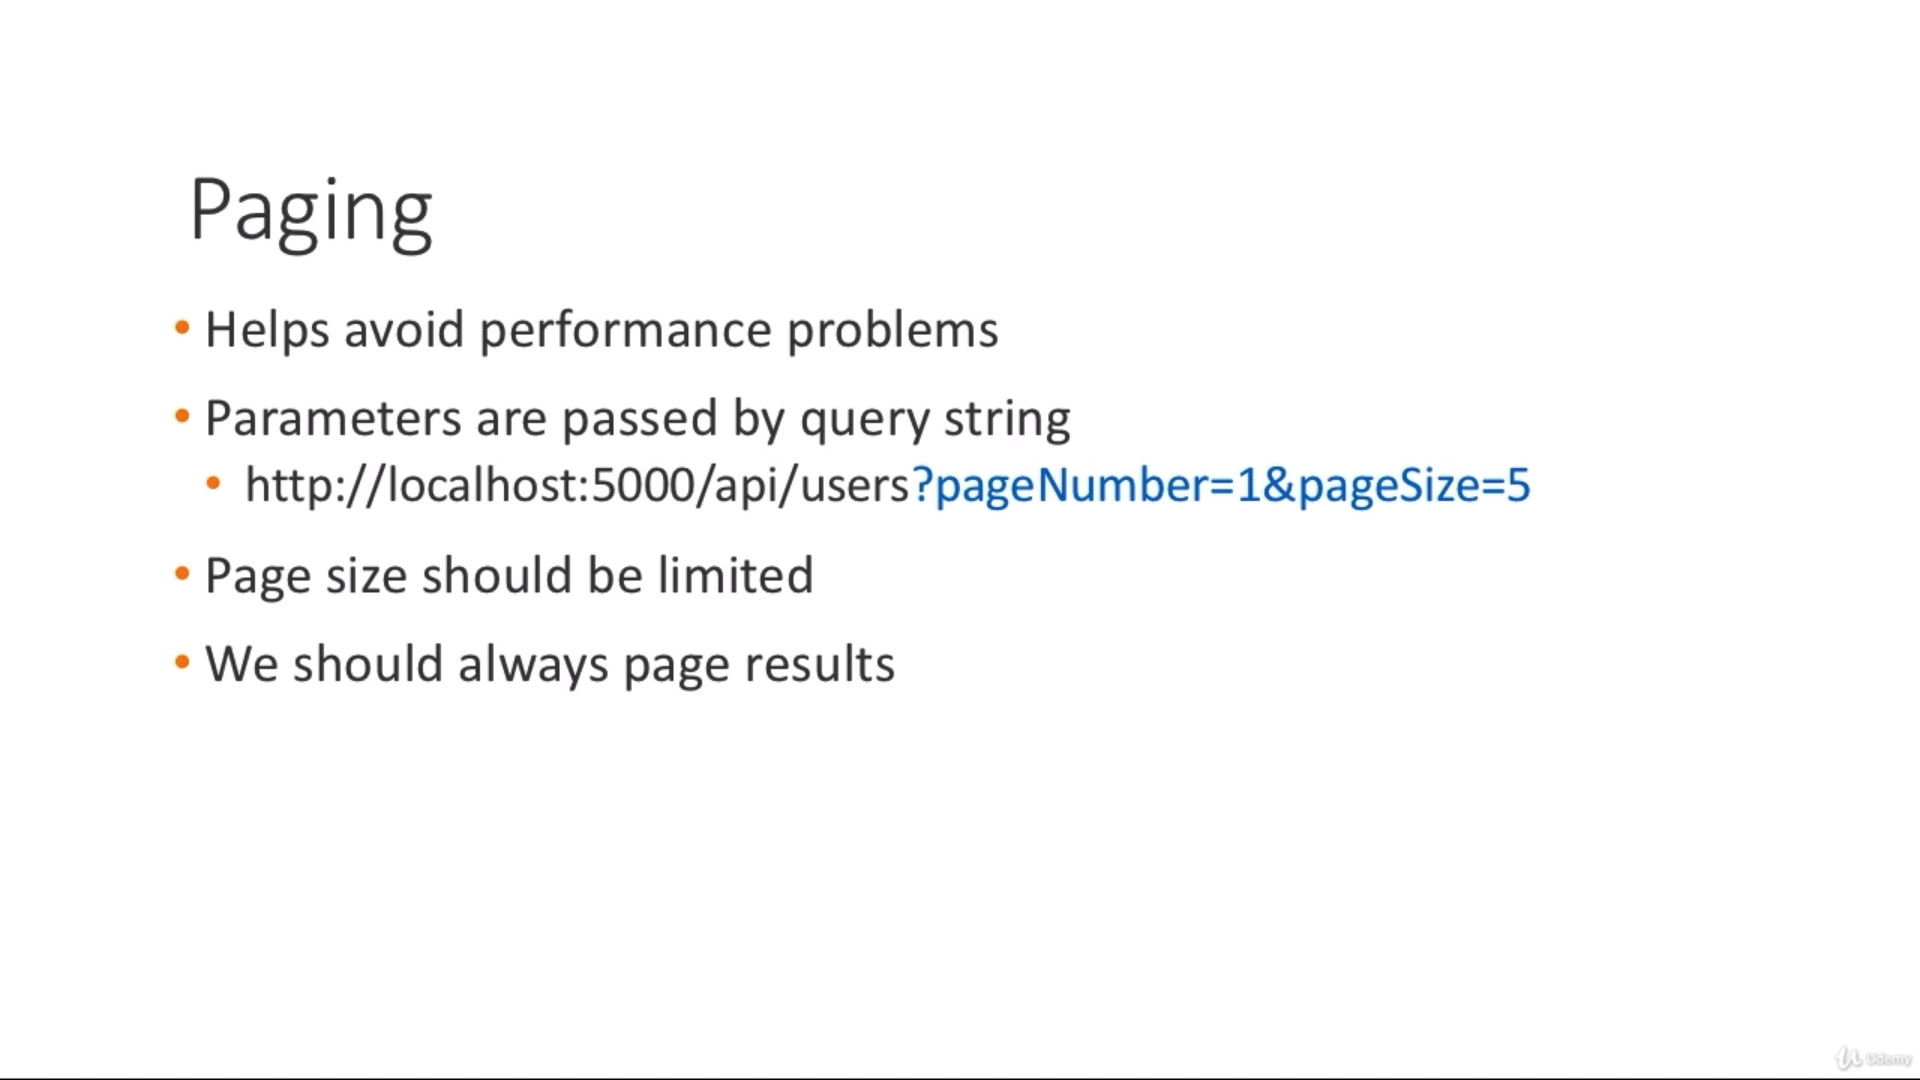 Paging
• Helps avoid performance problems
• Parameters are passed by query string
• http://localhost:5000/api/users?pageNumber=1&pageSize=5
• Page size should be limited
• We should always page results
Udemy